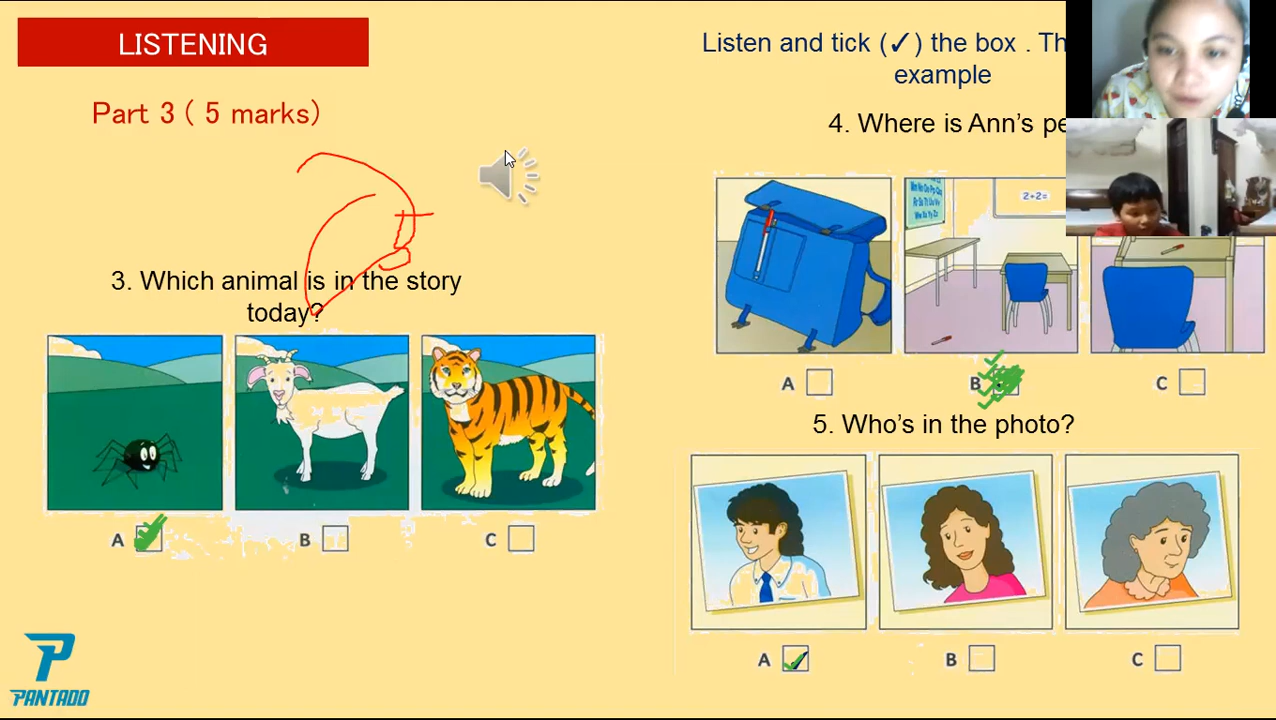 LISTENING
Part 3 ( 5 marks)
3. Which animal is in the story
today?
A
B
C
PANTADO
Listen and tick (✓) the box . Th
example
4. Where is Ann's pe
2+2=
A
B
C
5. Who's in the photo?
A
B
C